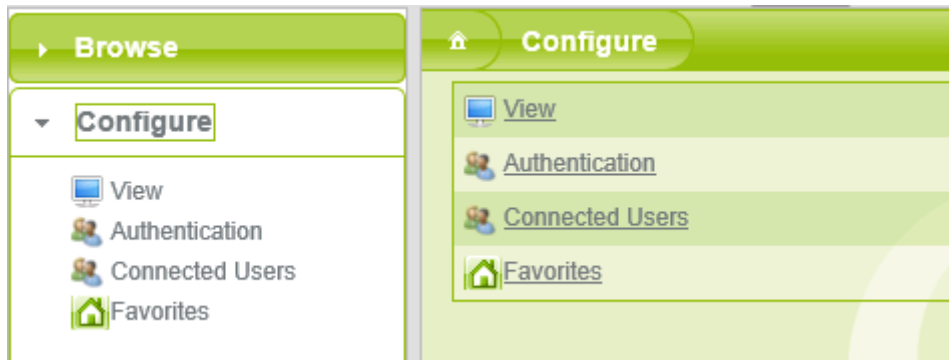 Browse
Configure
View
Authentication
Connected Users
Favorites
Configure
View
Authentication
Connected Users
Favorites